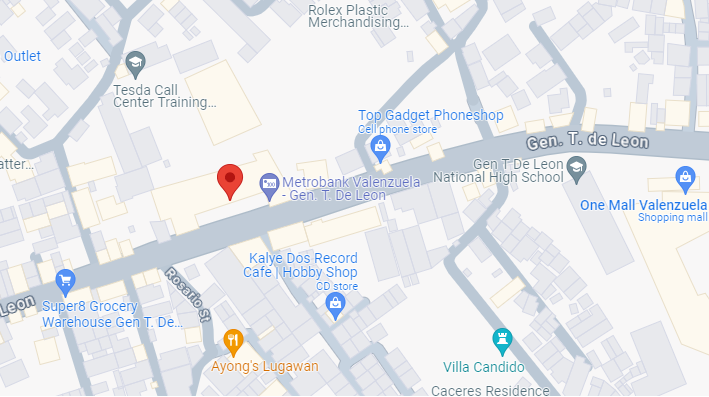 Rolex Plastic
Merchandising...
Outlet
Tesda Call
Center Training...
Top Gadget Phoneshop
Cell phone store
Gen. T. de Leon
atter...
Gen T De Leon
National High School
Metrobank Valenzuela
- Gen. T. De Leon
One Mall Valenzuela
Shopping mall
Kalye Dos Record
Cafe | Hobby Shop
CD store
Rosario St
Leon
Super8 Grocery
Warehouse Gen T. De...
Ayong's Lugawan
Villa Candido
Caceres Residence